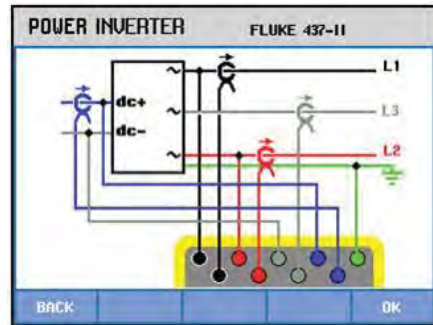 POWER INVERTER FLUKE 437-II
L1
dc+
L3
dc-
L2
BACK OK